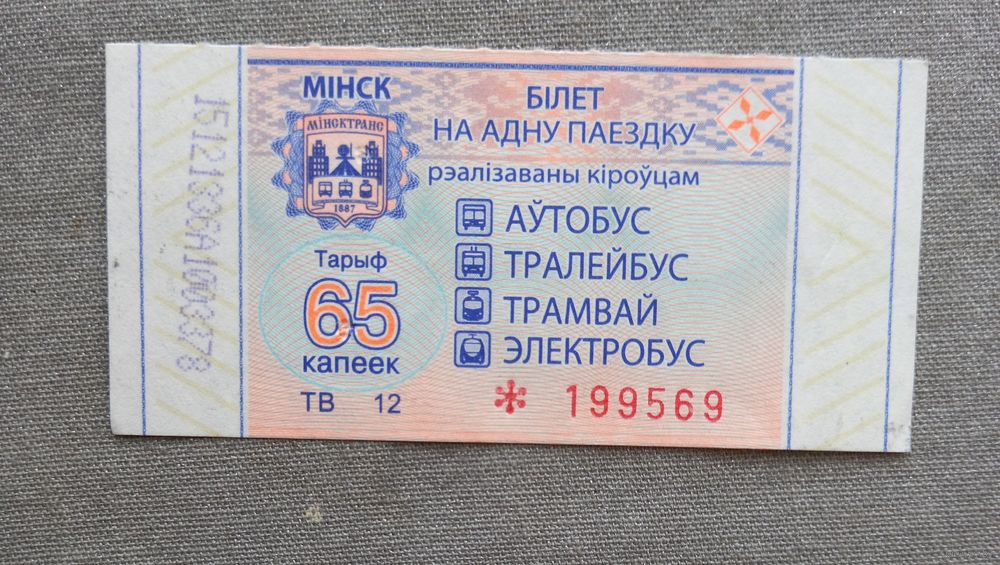 МІНСК
МІНСКТРАНС
1887
БІЛЕТ
НА АДНУ ПАЕЗДКУ
рэалізаваны кіроўцам
АЎТОБУС
ТРАЛЕЙБУС
ТРАМВАЙ
ЭЛЕКТРОБУС
Тарыф
65
капеек
ТВ 12
* 199569